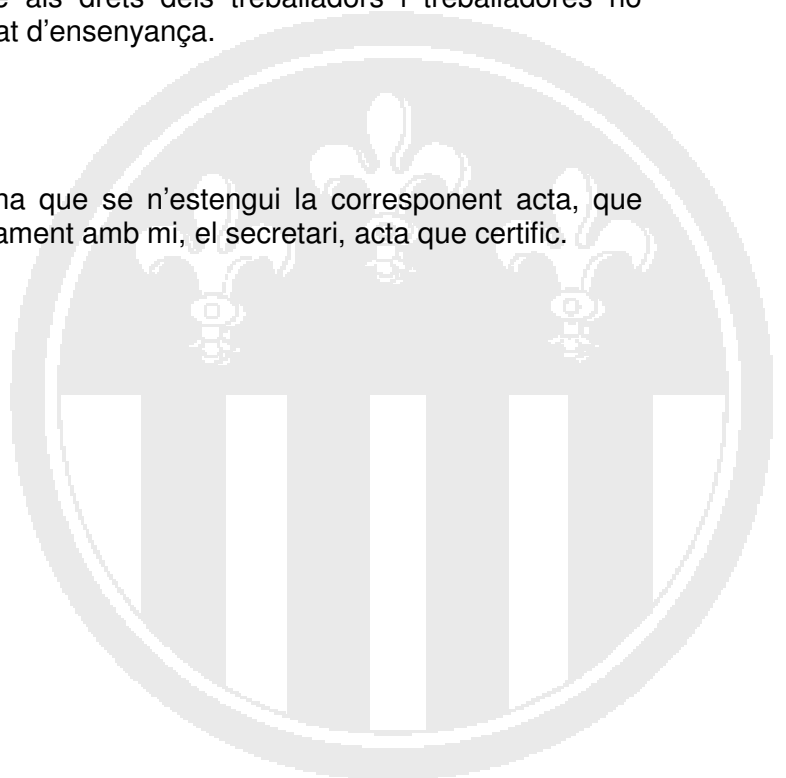 als drets dels treballadors i treballadores no
at d'ensenyança.
na que se n'estengui la corresponent acta, que
ament amb mi, el secretari, acta que certific.